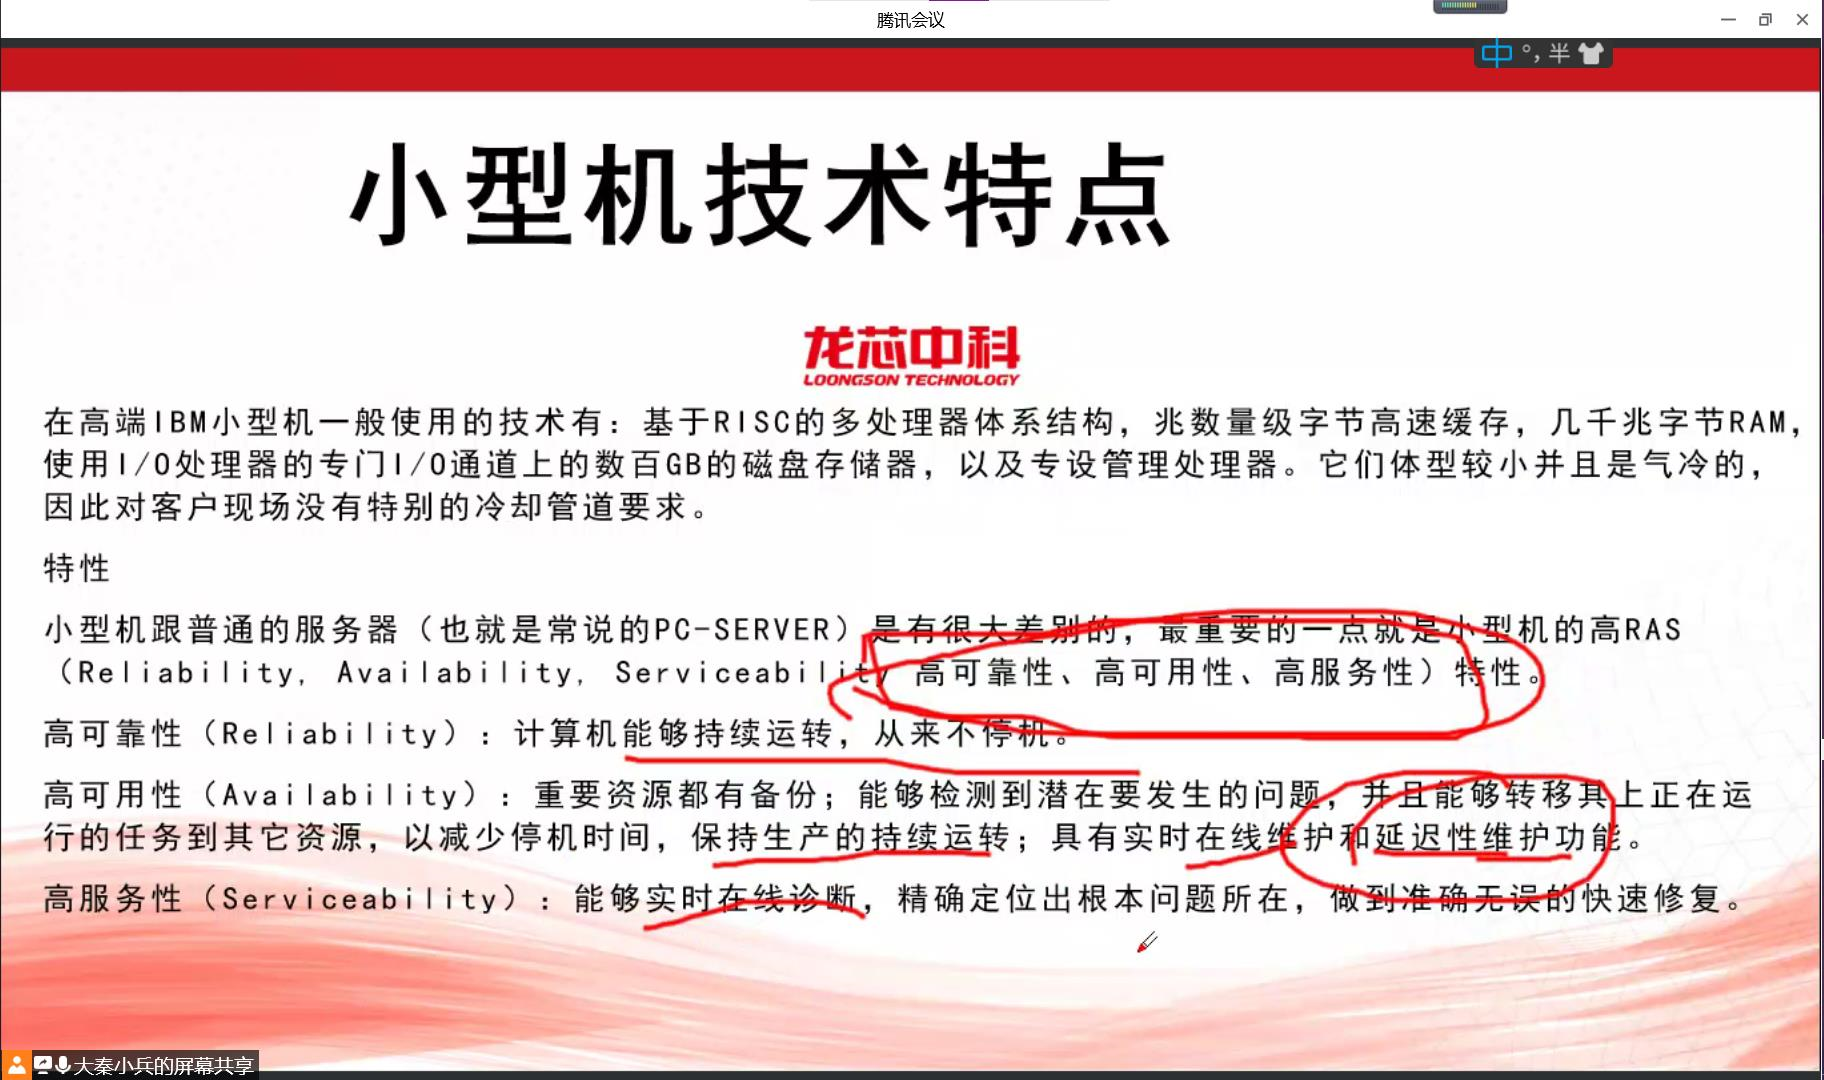 腾讯会议
中 °, 半
小型机技术特点
龙芯中科
LOONGSON TECHNOLOGY
在高端IBM小型机一般使用的技术有：基于RISC的多处理器体系结构，兆数量级字节高速缓存，几千兆字节RAM，
使用I/O处理器的专门I/O通道上的数百GB的磁盘存储器，以及专设管理处理器。它们体型较小并且是气冷的，
因此对客户现场没有特别的冷却管道要求。
特性
小型机跟普通的服务器（也就是常说的PC-SERVER）是有很大差别的，最重要的一点就是小型机的高RAS
（Reliability, Availability, Serviceability 高可靠性、高可用性、高服务性）特性。
高可靠性（Reliability）：计算机能够持续运转，从来不停机。
高可用性（Availability）：重要资源都有备份；能够检测到潜在要发生的问题，并且能够转移其上正在运
行的任务到其它资源，以减少停机时间，保持生产的持续运转；具有实时在线维护和延迟性维护功能。
高服务性（Serviceability）：能够实时在线诊断，精确定位出根本问题所在，做到准确无误的快速修复。
大秦小兵的屏幕共享